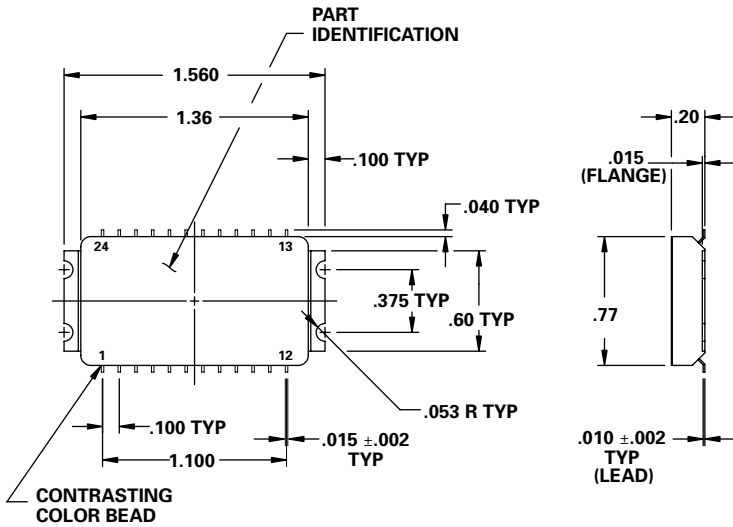 PART
IDENTIFICATION
1.560
1.36
.20
.100 TYP
.015
(FLANGE)
.040 TYP
24
13
.375 TYP
.60 TYP
.77
1
12
.053 R TYP
.100 TYP
.015 ±.002
TYP
.010 ±.002
TYP
(LEAD)
1.100
CONTRASTING
COLOR BEAD